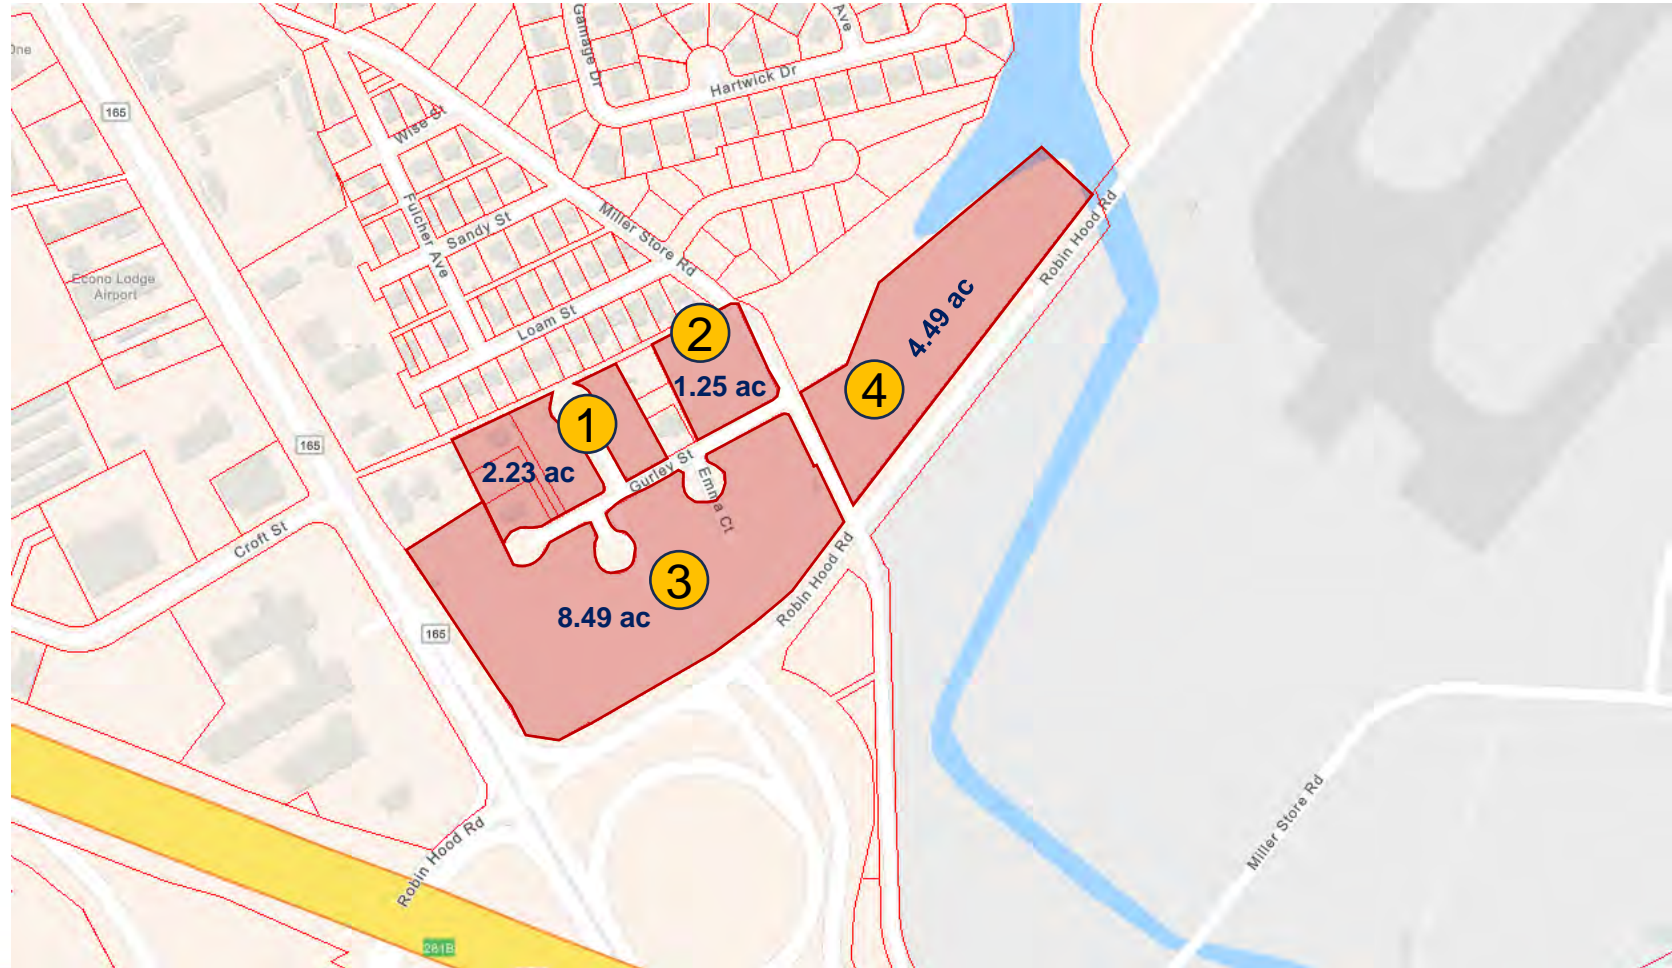 One
165
Gamage Dr
Ave
Hartwick Dr
Wise St
Fulcher Ave
Sandy St
Miller Store Rd
Robin Hood Rd
Econo Lodge
Airport
Loam St
2
1.25 ac
4.49 ac
4
1
2.23 ac
165
Gurley St
Emma Ct
Croft St
3
8.49 ac
Robin Hood Rd
165
Robin Hood Rd
Miller Store Rd
281B